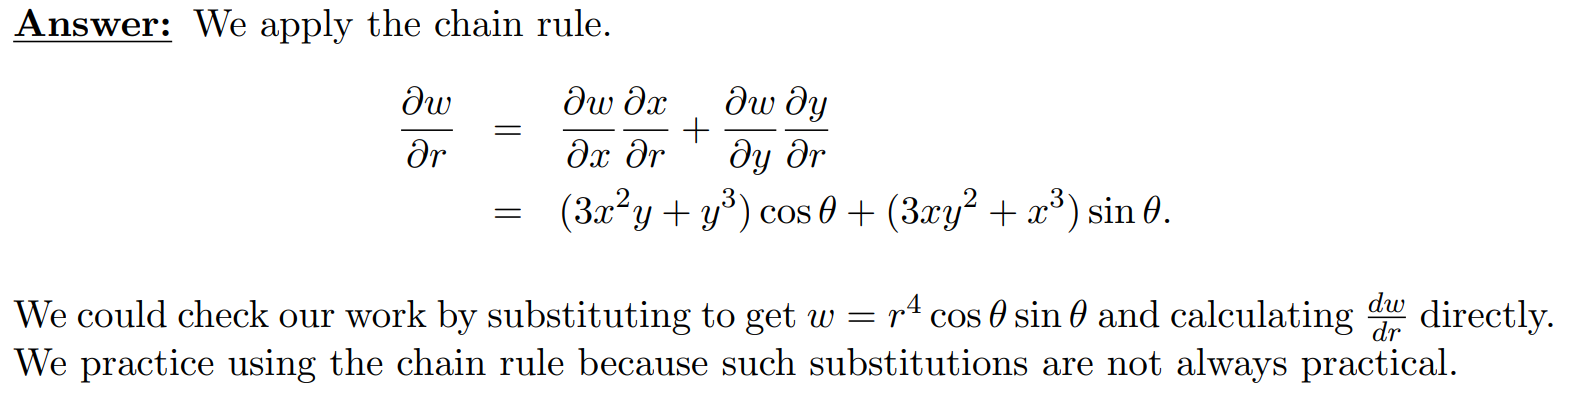 Answer: We apply the chain rule.
∂w/∂r = ∂w/∂x ∂x/∂r + ∂w/∂y ∂y/∂r
= (3x²y + y³) cos θ + (3xy² + x³) sin θ.
We could check our work by substituting to get w = r⁴ cos θ sin θ and calculating dw/dr directly.
We practice using the chain rule because such substitutions are not always practical.